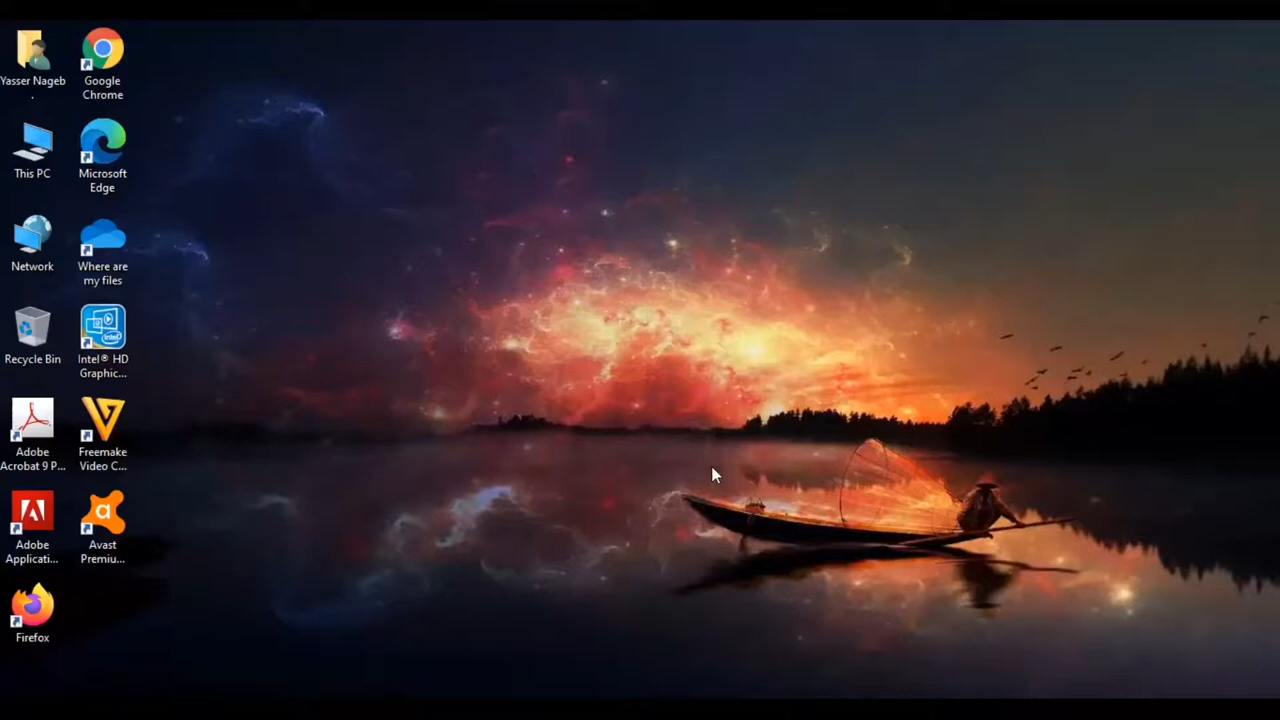 Yasser Nageb
.
Google
Chrome
This PC
Microsoft
Edge
Network
Where are
my files
Recycle Bin
Intel® HD
Graphic...
Adobe
Acrobat 9 P...
Freemake
Video C...
Adobe
Applicati...
Avast
Premiu...
Firefox